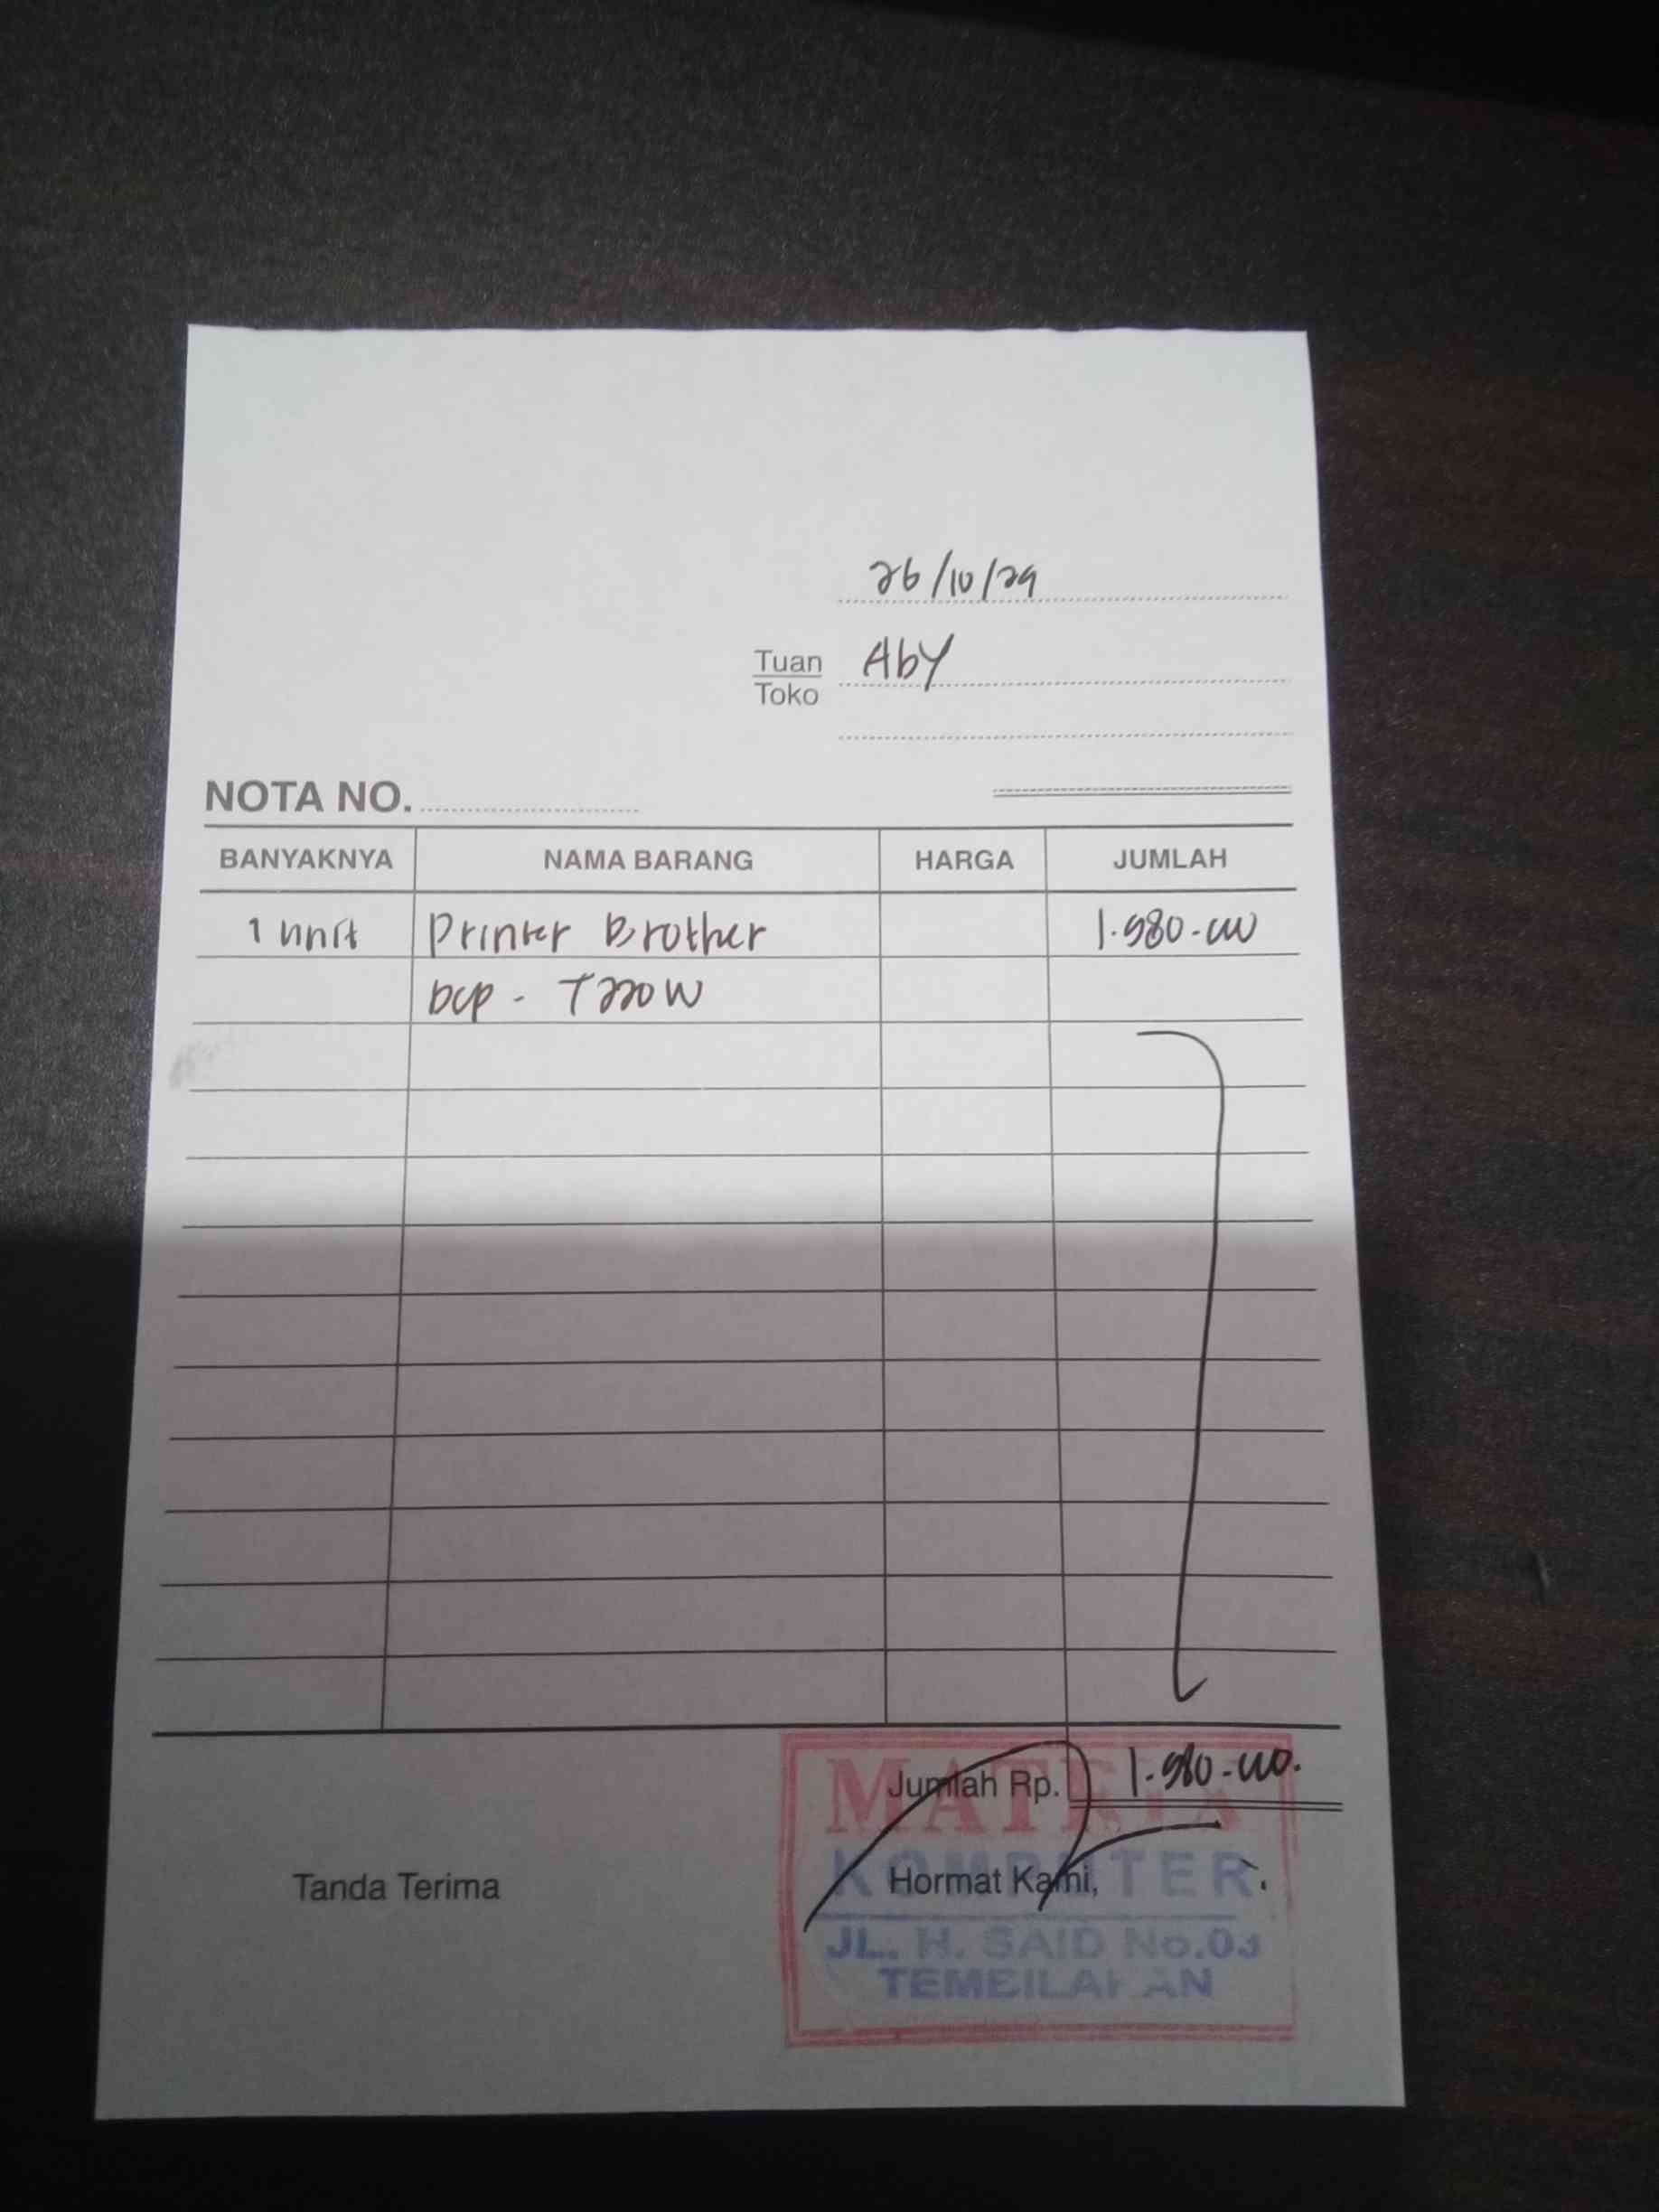 26/10/24
Tuan Aby
Toko
NOTA NO.
BANYAKNYA NAMA BARANG HARGA JUMLAH
1 unit Printer Brother 1.980.000
DCP - T220W
Jumlah Rp. 1.980.000.
Tanda Terima Hormat Kami,
KOMPUTER
JL. H. SAID No.03
TEMBILAHAN